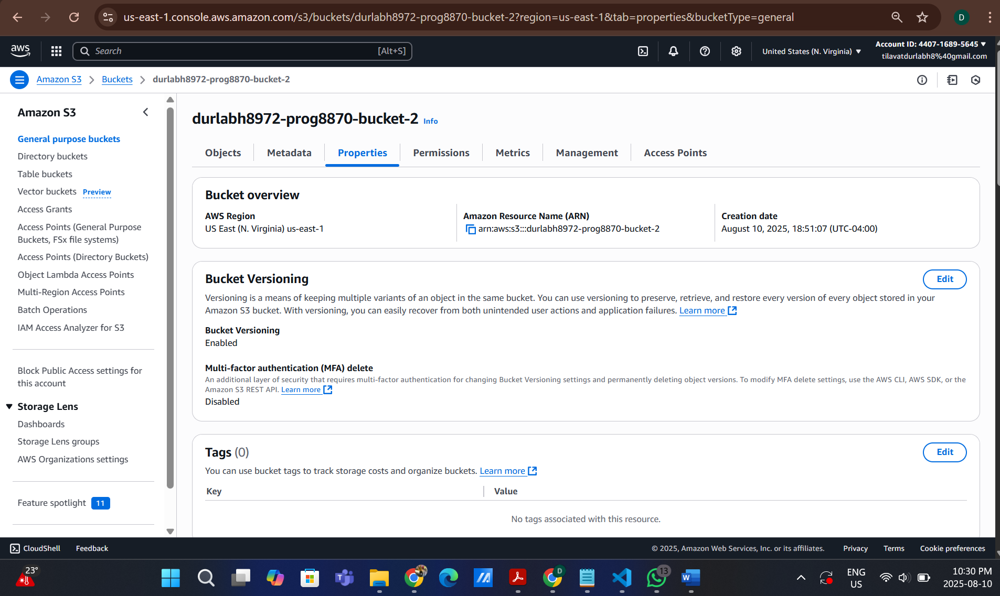 us-east-1.console.aws.amazon.com/s3/buckets/durlabh8972-prog8870-bucket-2?region=us-east-1&tab=properties&bucketType=general
D
aws
Search
[Alt+S]
United States (N. Virginia)
Account ID: 4407-1689-5645
tilavatdurlabh8%40gmail.com
Amazon S3
Buckets
durlabh8972-prog8870-bucket-2
Amazon S3
General purpose buckets
Directory buckets
Table buckets
Vector buckets Preview
Access Grants
Access Points (General Purpose
Buckets, FSx file systems)
Access Points (Directory Buckets)
Object Lambda Access Points
Multi-Region Access Points
Batch Operations
IAM Access Analyzer for S3
Block Public Access settings for
this account
Storage Lens
Dashboards
Storage Lens groups
AWS Organizations settings
Feature spotlight 11
durlabh8972-prog8870-bucket-2 Info
Objects
Metadata
Properties
Permissions
Metrics
Management
Access Points
Bucket overview
AWS Region
US East (N. Virginia) us-east-1
Amazon Resource Name (ARN)
arn:aws:s3:::durlabh8972-prog8870-bucket-2
Creation date
August 10, 2025, 18:51:07 (UTC-04:00)
Bucket Versioning
Edit
Versioning is a means of keeping multiple variants of an object in the same bucket. You can use versioning to preserve, retrieve, and restore every version of every object stored in your
Amazon S3 bucket. With versioning, you can easily recover from both unintended user actions and application failures. Learn more
Bucket Versioning
Enabled
Multi-factor authentication (MFA) delete
An additional layer of security that requires multi-factor authentication for changing Bucket Versioning settings and permanently deleting object versions. To modify MFA delete settings, use the AWS CLI, AWS SDK, or the
Amazon S3 REST API. Learn more
Disabled
Tags (0)
Edit
You can use bucket tags to track storage costs and organize buckets. Learn more
Key
Value
No tags associated with this resource.
CloudShell
Feedback
© 2025, Amazon Web Services, Inc. or its affiliates.
Privacy
Terms
Cookie preferences
23°
T
D
13
W
ENG
US
10:30 PM
2025-08-10